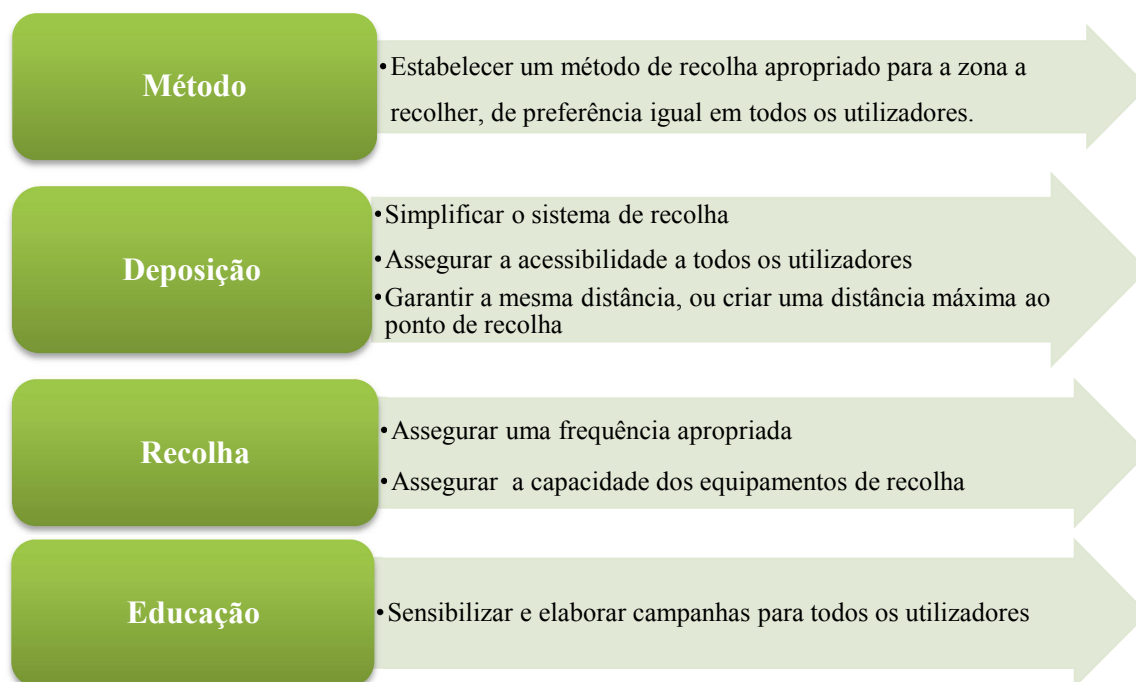 Método
•Estabelecer um método de recolha apropriado para a zona a
recolher, de preferência igual em todos os utilizadores.
Deposição
•Simplificar o sistema de recolha
•Assegurar a acessibilidade a todos os utilizadores
•Garantir a mesma distância, ou criar uma distância máxima ao
ponto de recolha
Recolha
•Assegurar uma frequência apropriada
•Assegurar  a capacidade dos equipamentos de recolha
Educação
•Sensibilizar e elaborar campanhas para todos os utilizadores